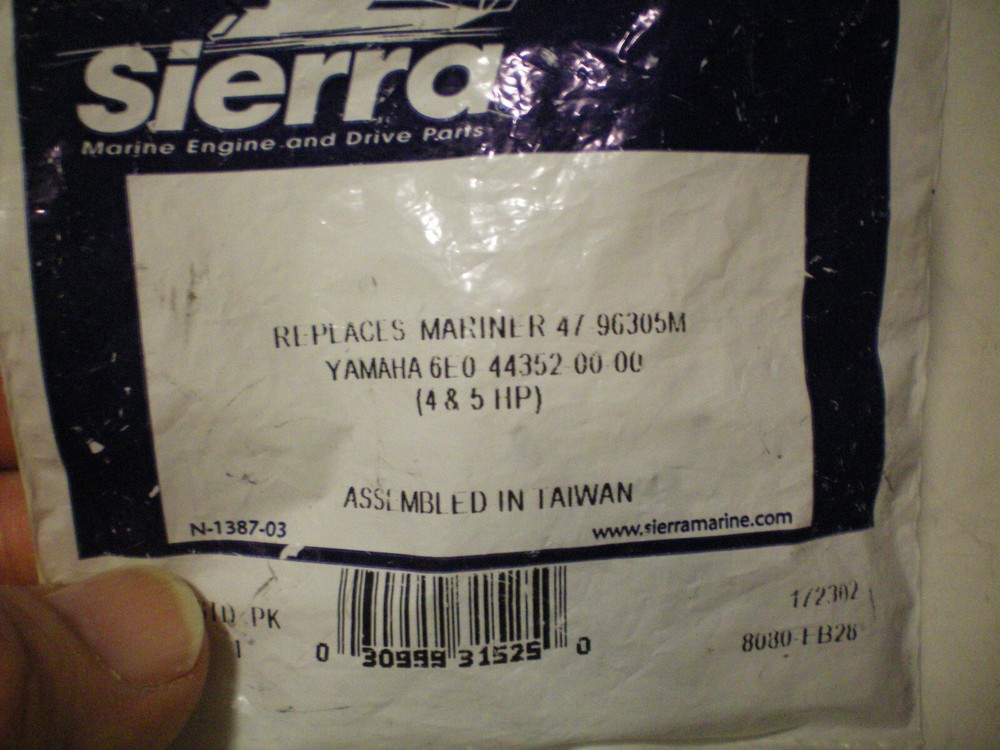 Sierra
Marine Engine and Drive Parts
REPLACES MARINER 47 96305M
YAMAHA 6E0 44352-00-00
(4 & 5 HP)
ASSEMBLED IN TAIWAN
N-1387-03
www.sierramarine.com
PK
0 30999 31525 0
172302
8080-EB28